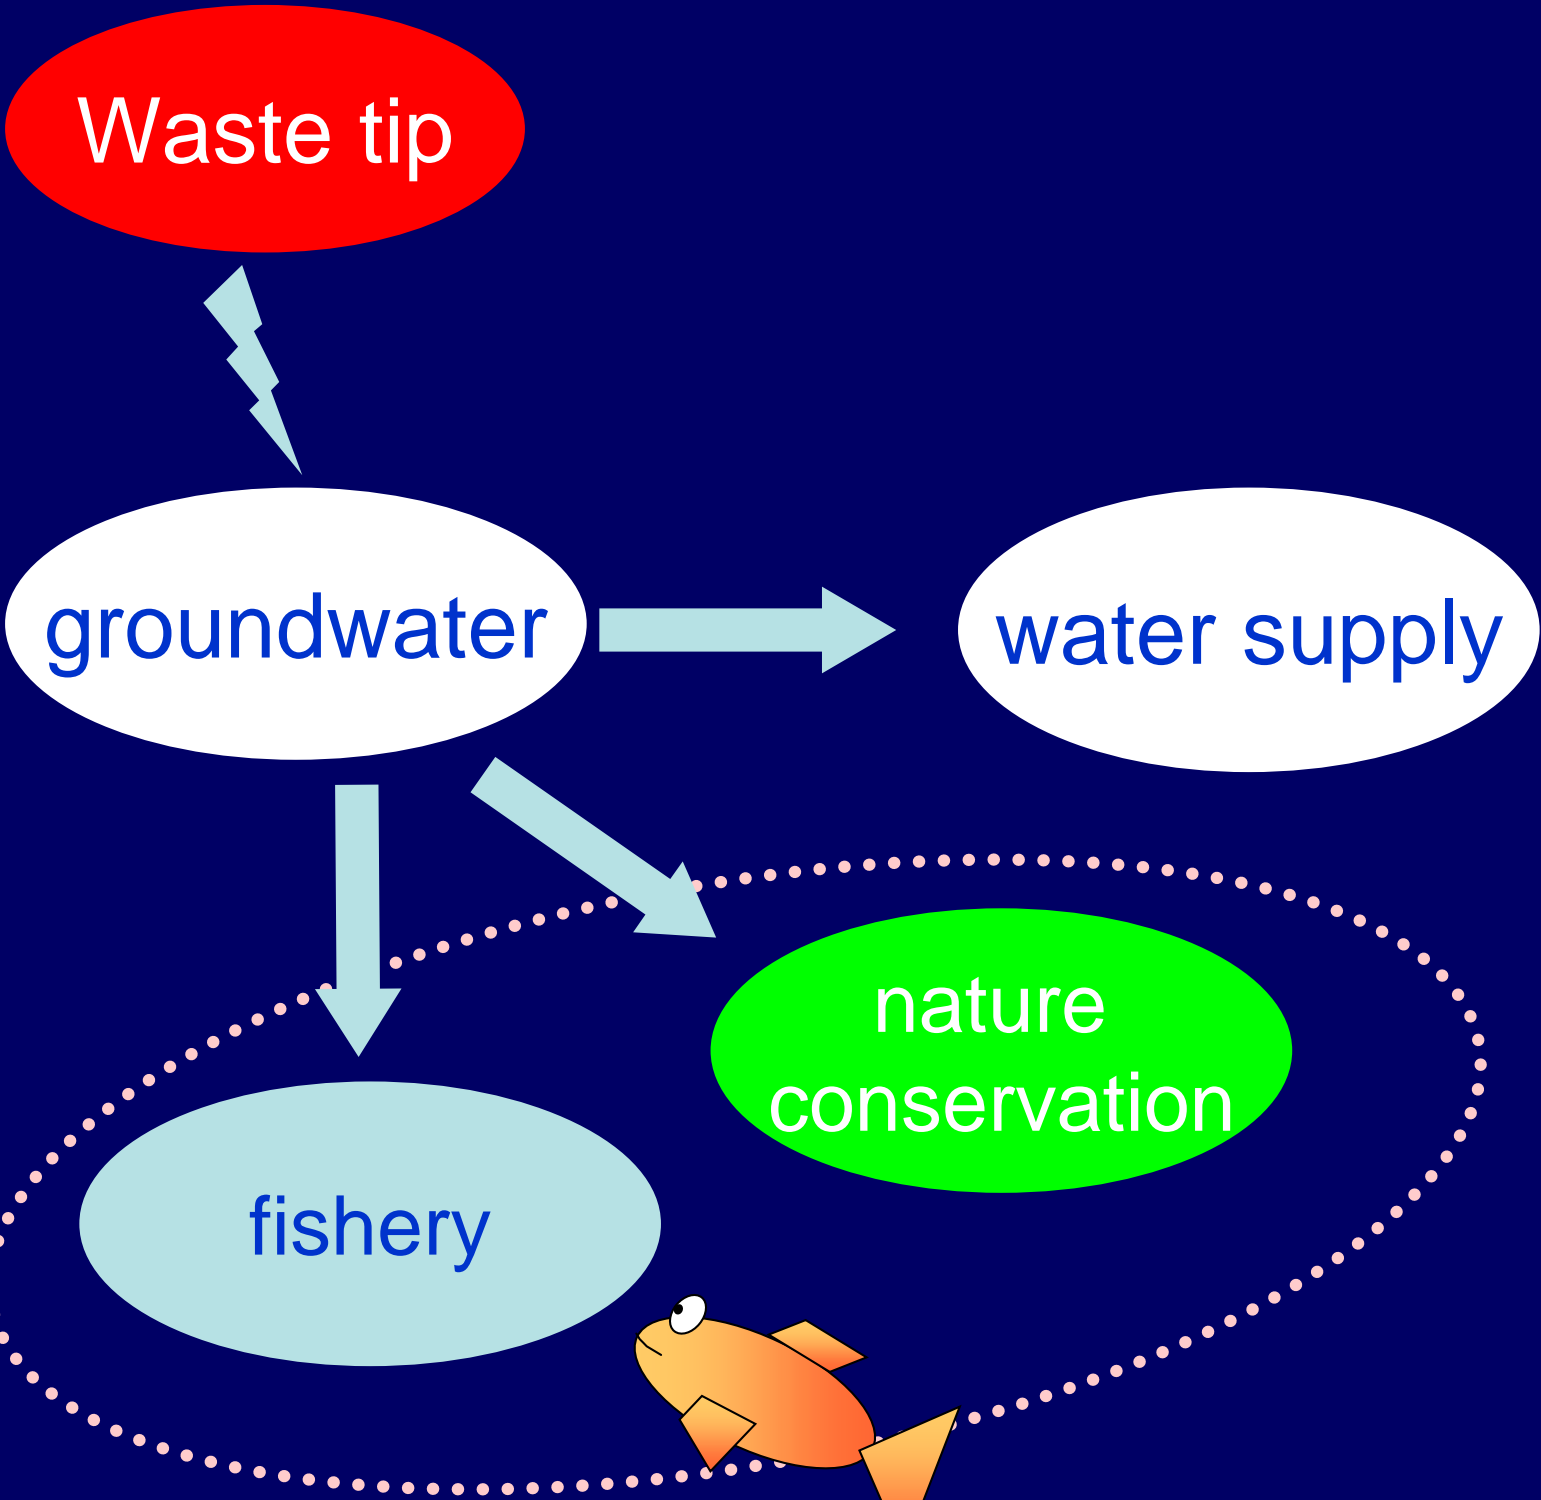 Waste tip
groundwater
water supply
nature
conservation
fishery